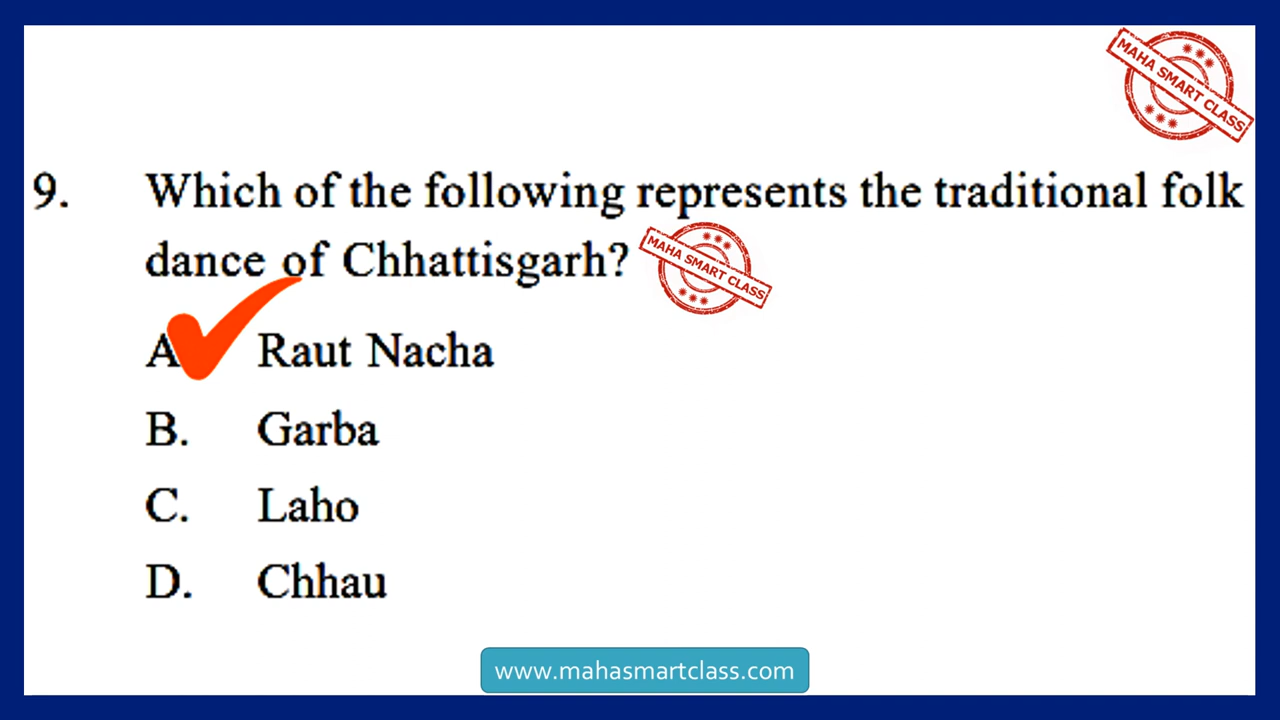 MAHA SMART CLASS
9. Which of the following represents the traditional folk
dance of Chhattisgarh?
MAHA SMART CLASS
A Raut Nacha
B. Garba
C. Laho
D. Chhau
www.mahasmartclass.com